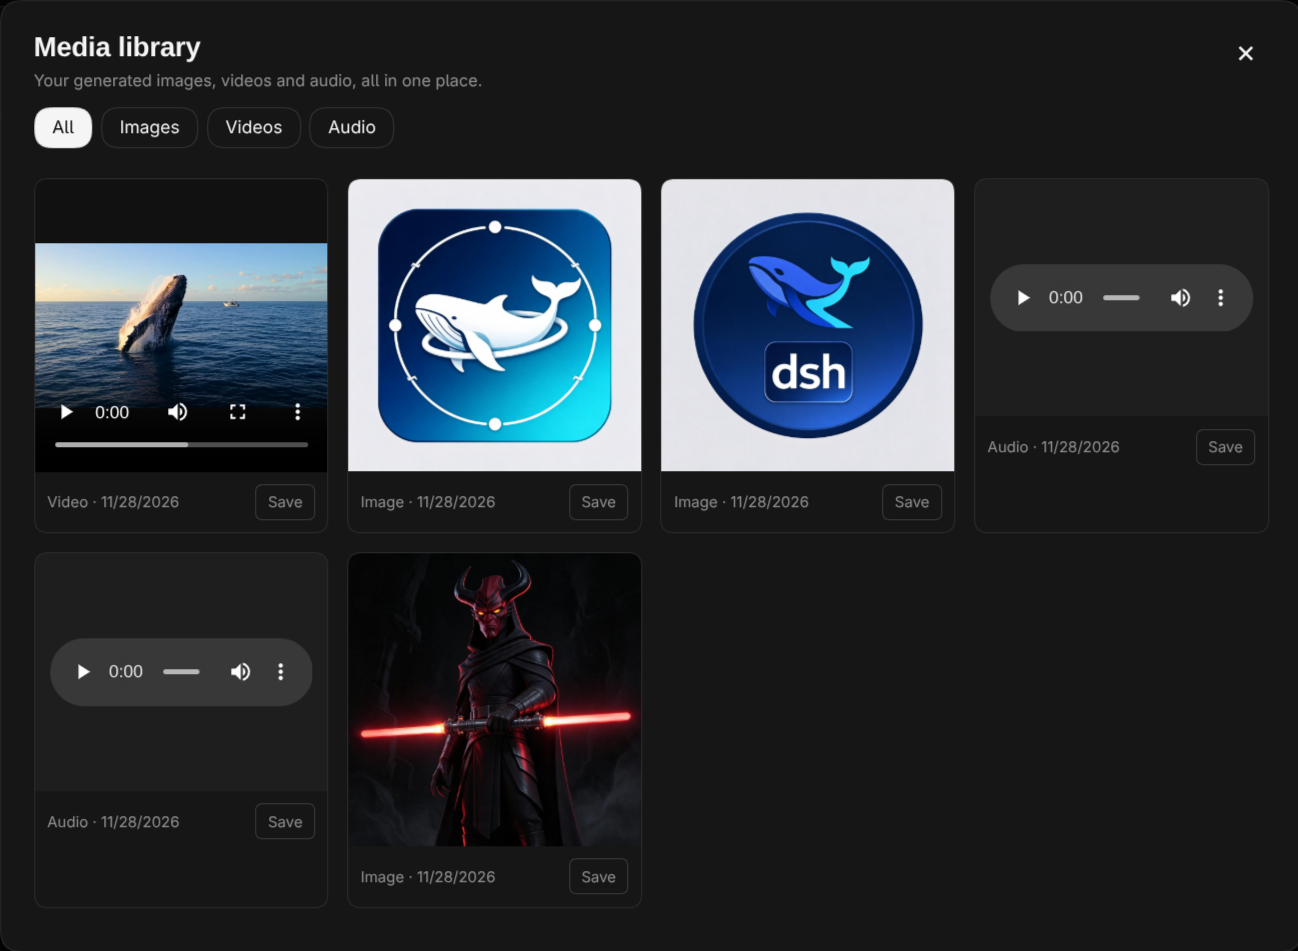 Media library
Your generated images, videos and audio, all in one place.
All Images Videos Audio
0:00
Video · 11/28/2026 Save
Image · 11/28/2026 Save
dsh
Image · 11/28/2026 Save
0:00
Audio · 11/28/2026 Save
0:00
Audio · 11/28/2026 Save
Image · 11/28/2026 Save